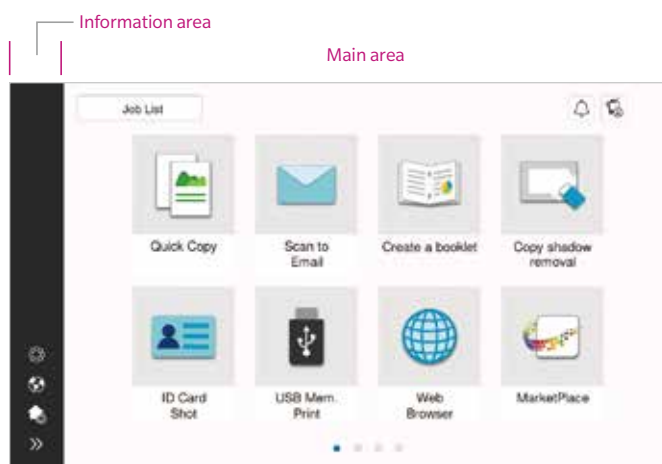 Information area
Main area
Job List
Quick Copy
Scan to
Email
Create a booklet
Copy shadow
removal
ID Card
Shot
USB Mem.
Print
Web
Browser
MarketPlace